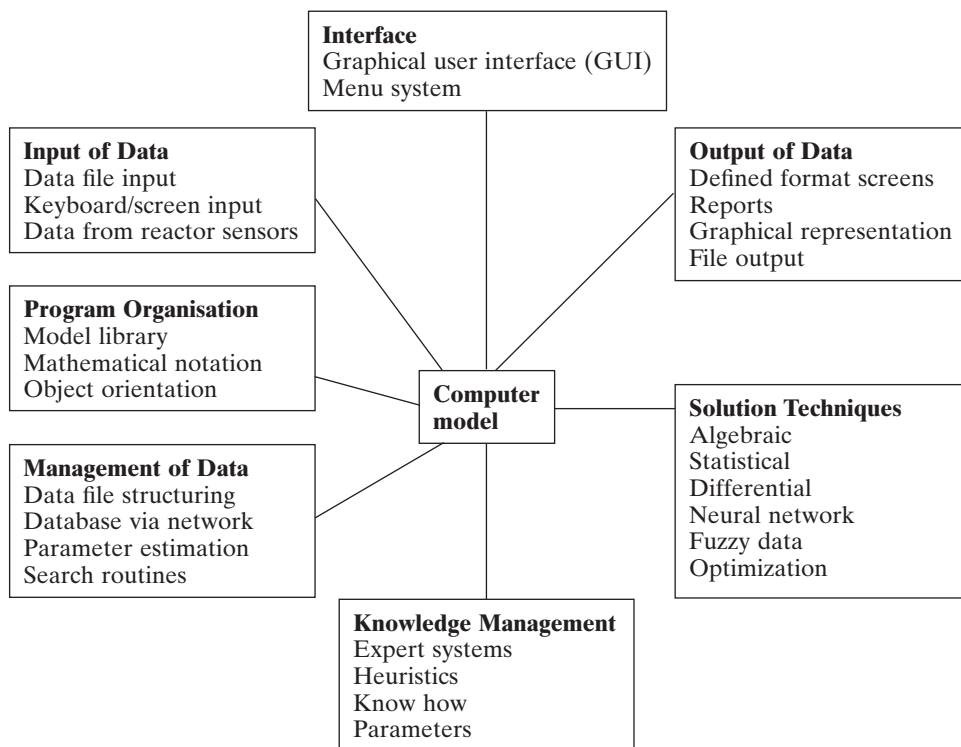 Interface
Graphical user interface (GUI)
Menu system
Input of Data
Data file input
Keyboard/screen input
Data from reactor sensors
Output of Data
Defined format screens
Reports
Graphical representation
File output
Program Organisation
Model library
Mathematical notation
Object orientation
Computer
model
Solution Techniques
Algebraic
Statistical
Differential
Neural network
Fuzzy data
Optimization
Management of Data
Data file structuring
Database via network
Parameter estimation
Search routines
Knowledge Management
Expert systems
Heuristics
Know how
Parameters